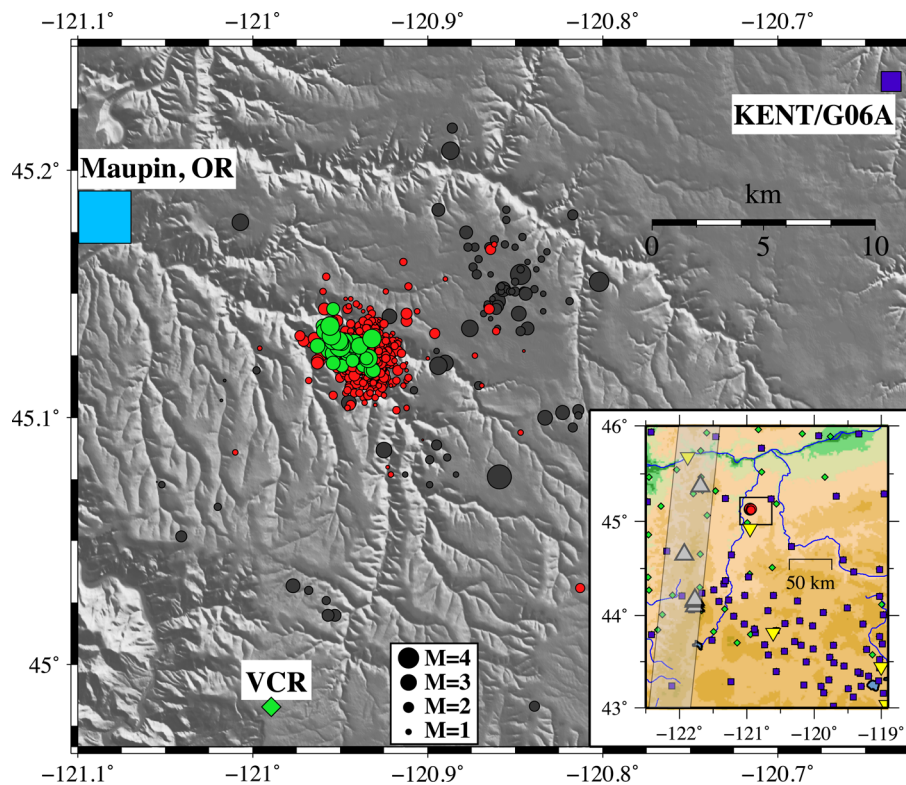 −121.1° −121° −120.9° −120.8° −120.7°
KENT/G06A
45.2°
Maupin, OR
km
0 5 10
45.1°
46°
45°
50 km
44°
43°
−122° −121° −120° −119°
45°
VCR
M=4
M=3
M=2
M=1
−121.1° −121° −120.9° −120.8° −120.7°